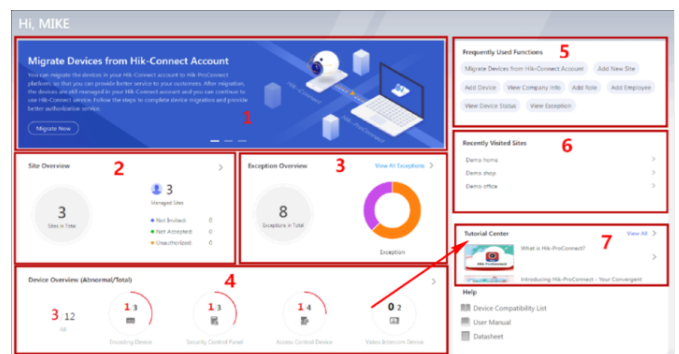 Hi, MIKE
Migrate Devices from Hik-Connect Account
You can migrate the devices in your Hik-Connect account to Hik-ProConnect
platform, so that you can provide better service to your customers. After migration,
the devices are still managed in your Hik-Connect account and you can continue to
use Hik-Connect service. Follow the steps to complete device migration and provide
better authorization service.
Migrate Now
1
Hik-Connect
Hik-ProConnect
Site Overview
2
3
Sites in Total
3
Managed Sites
Not Invited: 0
Not Accepted: 0
Unauthorized: 0
Exception Overview
3
View All Exceptions
8
Exceptions in Total
Exception
Device Overview (Abnormal/Total)
4
3/12
All
1/3
Encoding Device
1/3
Security Control Panel
1/4
Access Control Device
0/2
Video Intercom Device
Frequently Used Functions
5
Migrate Devices from Hik-Connect Account
Add New Site
Add Device
View Company Info
Add Role
Add Employee
View Device Status
View Exception
Recently Visited Sites
6
Demo home
Demo shop
Demo office
Tutorial Center
View All
7
What is Hik-ProConnect?
Hik-ProConnect
Introducing Hik-ProConnect - Your Convergent
Help
Device Compatibility List
User Manual
Datasheet